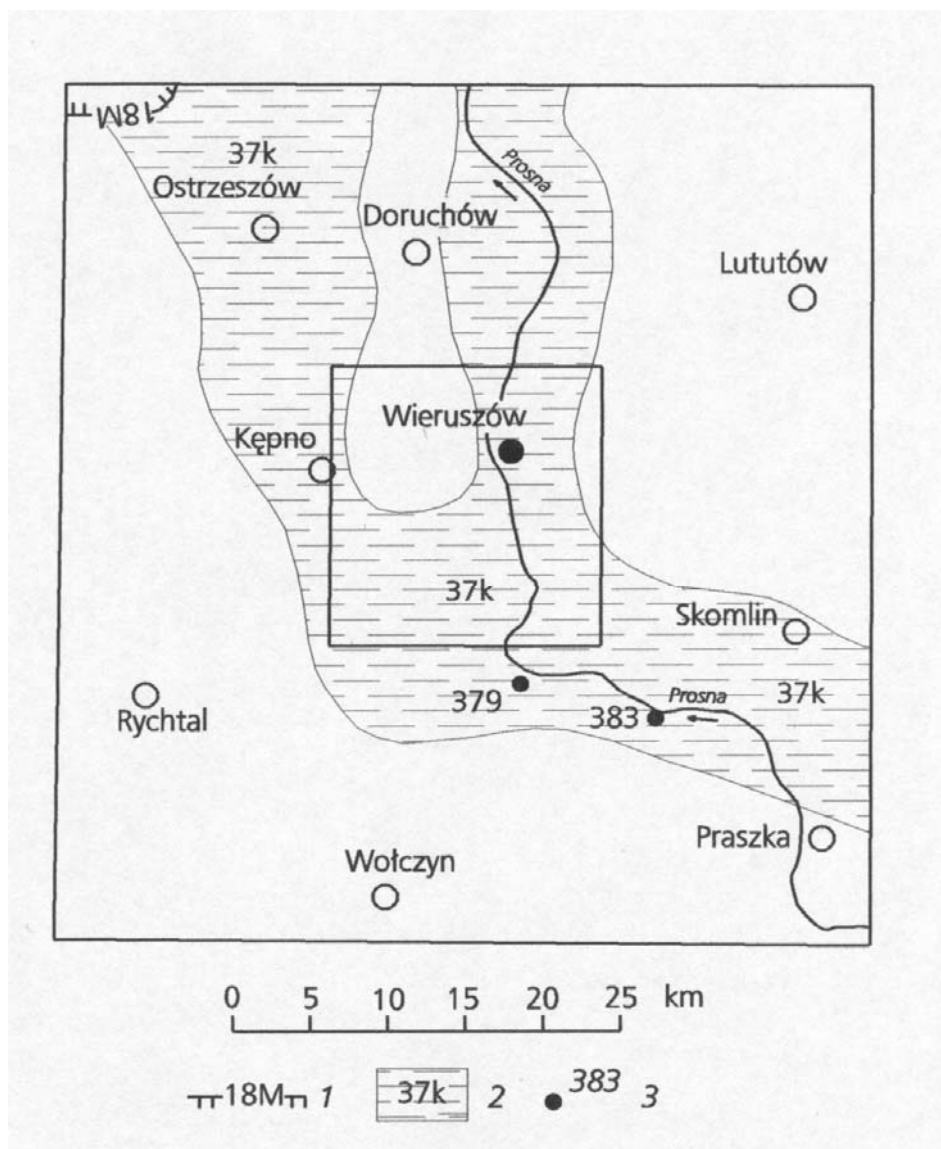 18M
37k
Ostrzeszów
Prosna
Doruchów
Lututów
Wieruszów
Kępno
37k
Skomlin
379
383
Prosna
37k
Rychtal
Praszka
Wołczyn
0 5 10 15 20 25 km
18M 1 37k 2 383 3